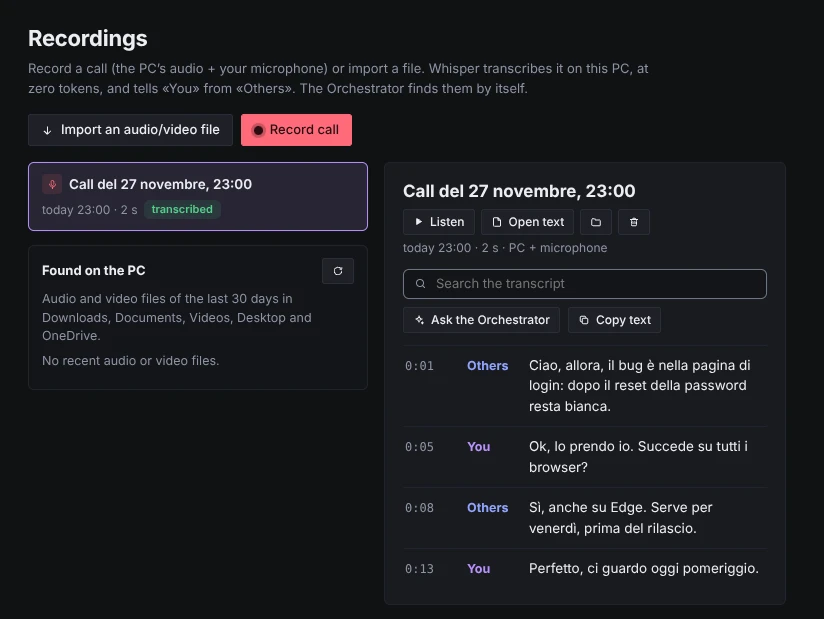 Recordings
Record a call (the PC’s audio + your microphone) or import a file. Whisper transcribes it on this PC, at
zero tokens, and tells «You» from «Others». The Orchestrator finds them by itself.
Import an audio/video file
Record call
Call del 27 novembre, 23:00
today 23:00 · 2 s transcribed
Found on the PC
Audio and video files of the last 30 days in
Downloads, Documents, Videos, Desktop and
OneDrive.
No recent audio or video files.
Call del 27 novembre, 23:00
Listen
Open text
today 23:00 · 2 s · PC + microphone
Search the transcript
Ask the Orchestrator
Copy text
0:01 Others Ciao, allora, il bug è nella pagina di
login: dopo il reset della password
resta bianca.
0:05 You Ok, lo prendo io. Succede su tutti i
browser?
0:08 Others Sì, anche su Edge. Serve per
venerdì, prima del rilascio.
0:13 You Perfetto, ci guardo oggi pomeriggio.